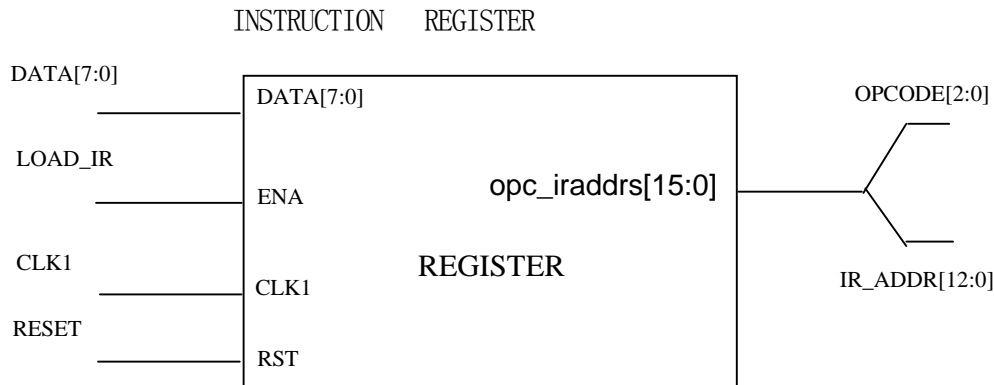 INSTRUCTION REGISTER
DATA[7:0]
DATA[7:0]
OPCODE[2:0]
LOAD_IR
ENA
opc_iraddrs[15:0]
CLK1
CLK1
REGISTER
IR_ADDR[12:0]
RESET
RST